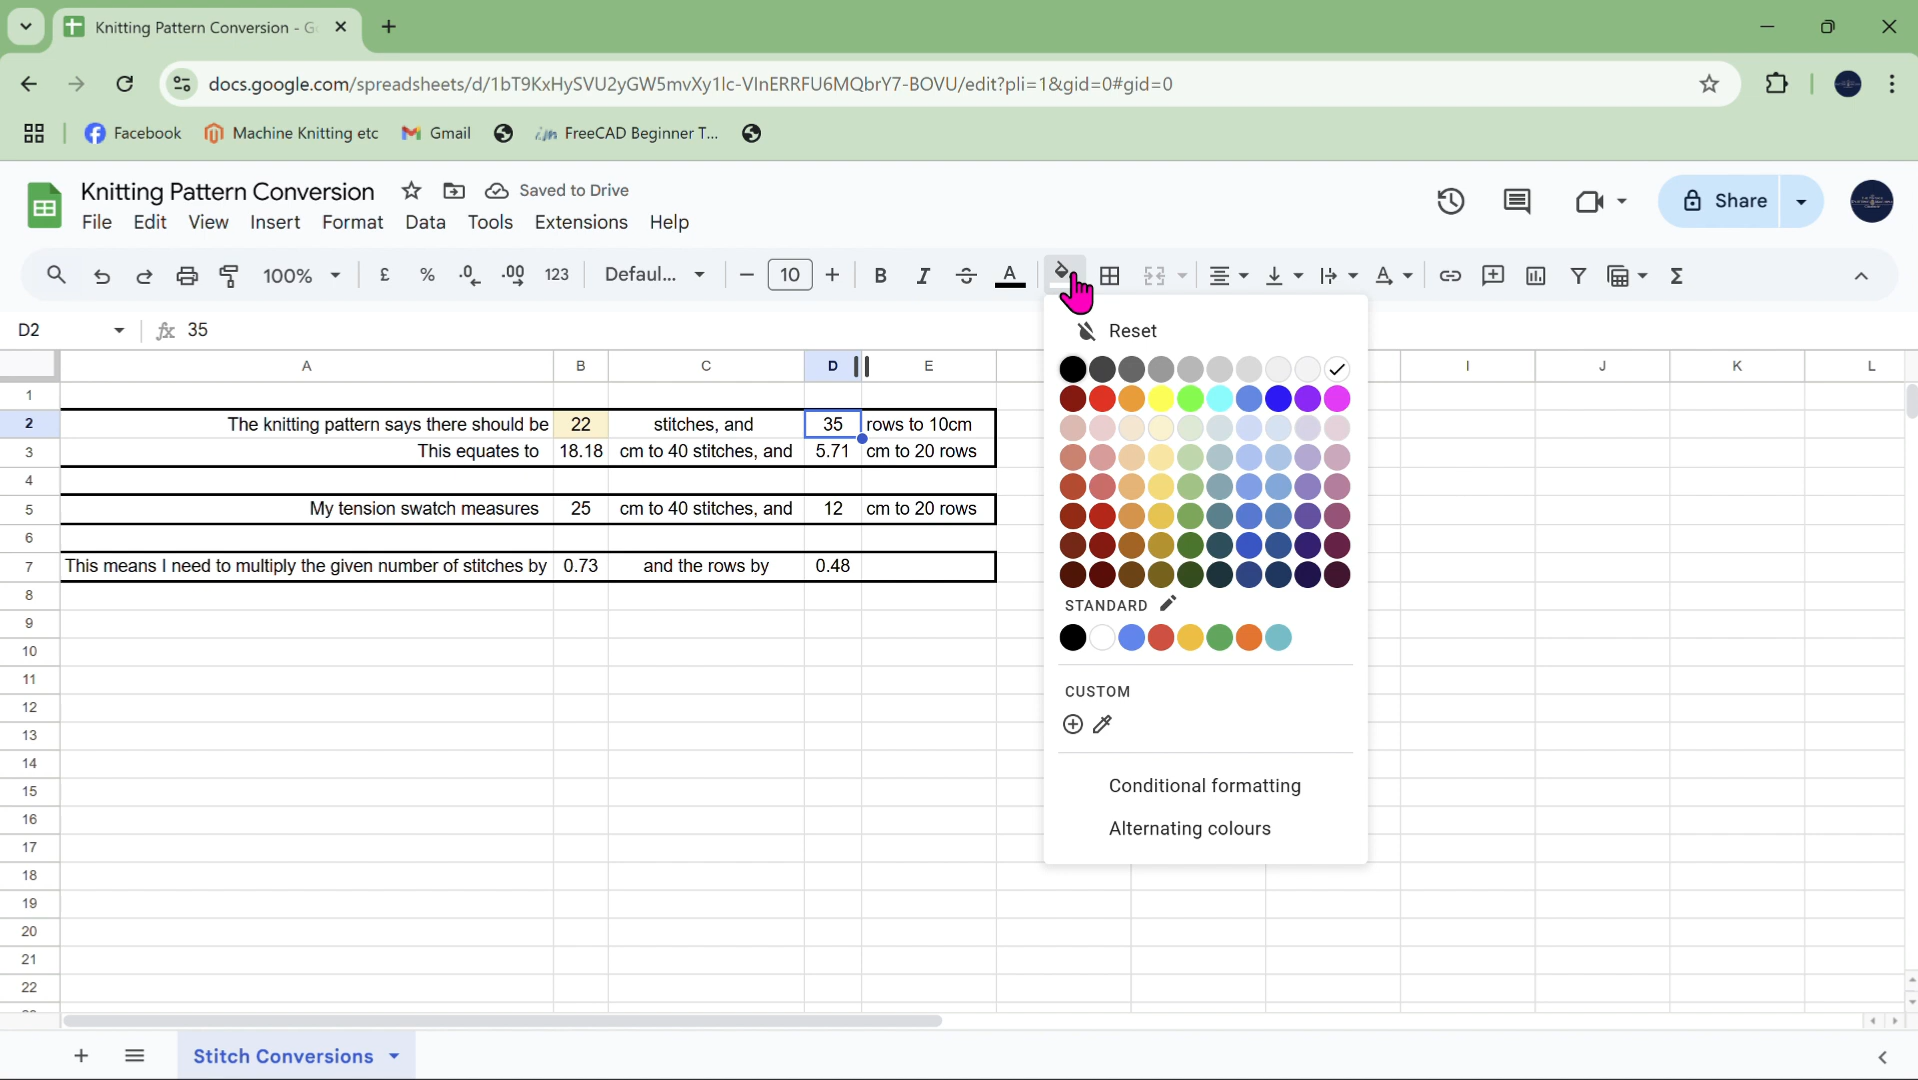 Knitting Pattern Conversion - G
docs.google.com/spreadsheets/d/1bT9KxHySVU2yGW5mvXy1lc-VlnERRFU6MQbrY7-BOVU/edit?pli=1&gid=0#gid=0
Facebook Machine Knitting etc Gmail FreeCAD Beginner T...
Knitting Pattern Conversion Saved to Drive
File Edit View Insert Format Data Tools Extensions Help
Share
100% £ % .0 .00 123 Defaul... 10 B I A
D2 fx 35
A B C D E I J K L
1
2 The knitting pattern says there should be 22 stitches, and 35 rows to 10cm
3 This equates to 18.18 cm to 40 stitches, and 5.71 cm to 20 rows
4
5 My tension swatch measures 25 cm to 40 stitches, and 12 cm to 20 rows
6
7 This means I need to multiply the given number of stitches by 0.73 and the rows by 0.48
8
9
10
11
12
13
14
15
16
17
18
19
20
21
22
Reset
STANDARD
CUSTOM
Conditional formatting
Alternating colours
Stitch Conversions